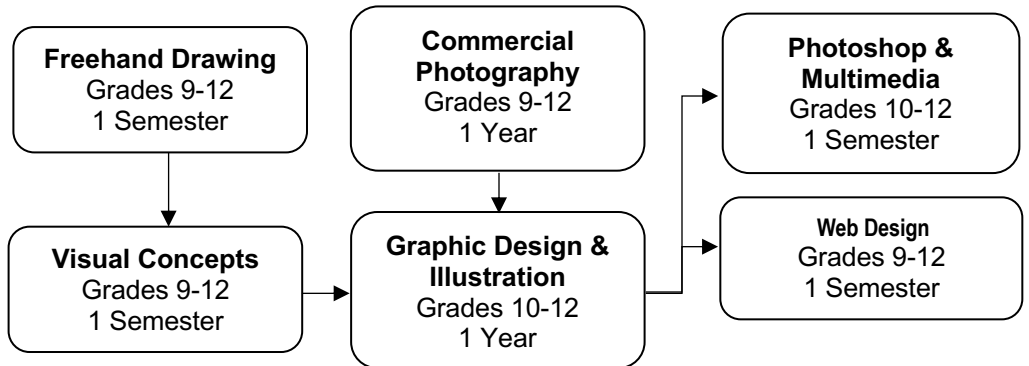 Freehand Drawing
Grades 9-12
1 Semester
Commercial
Photography
Grades 9-12
1 Year
Photoshop &
Multimedia
Grades 10-12
1 Semester
Visual Concepts
Grades 9-12
1 Semester
Graphic Design &
Illustration
Grades 10-12
1 Year
Web Design
Grades 9-12
1 Semester